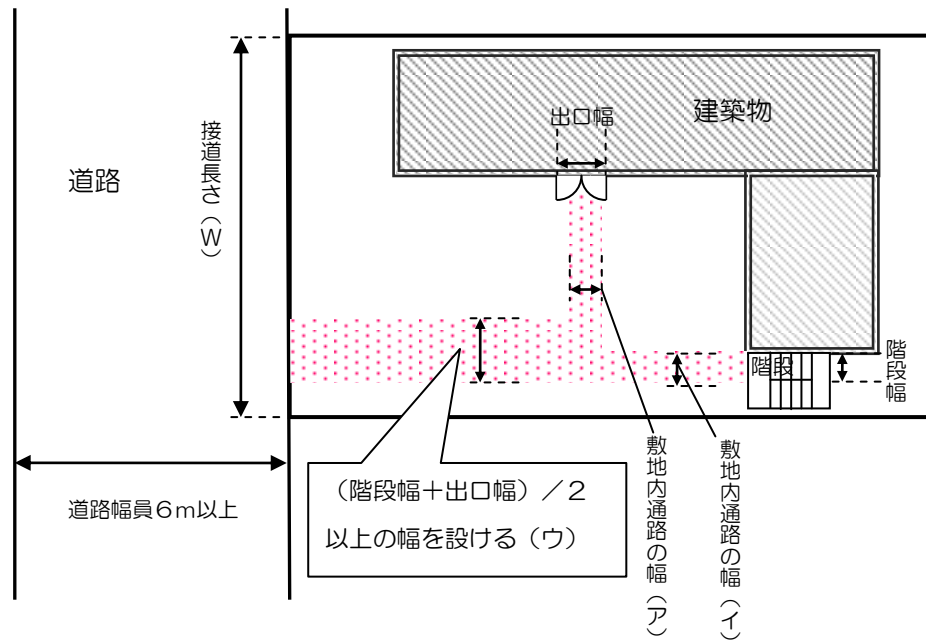 道路
接道長さ（W）
出口幅
建築物
階段
階段幅
道路幅員6m以上
（階段幅＋出口幅）／2
以上の幅を設ける（ウ）
敷地内通路の幅（ア）
敷地内通路の幅（イ）